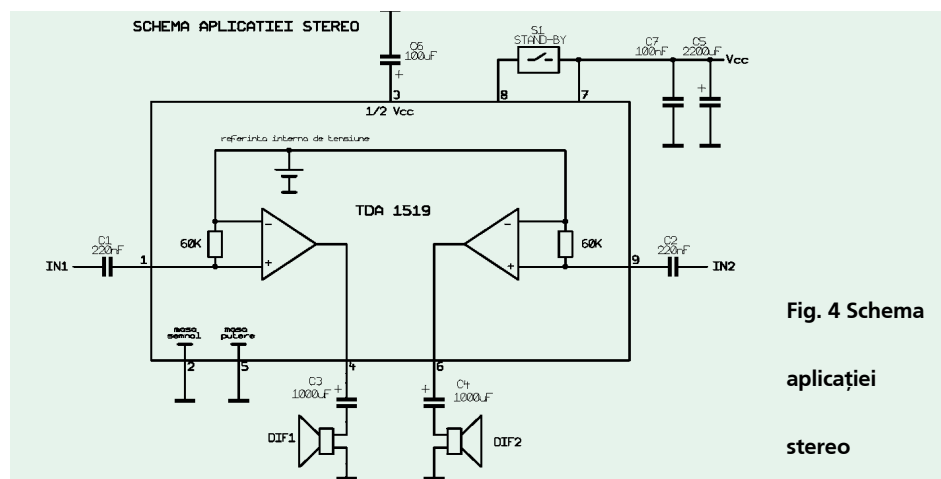 SCHEMA APLICATIEI STEREO
C6
100uF
+
3
1/2 Vcc
S1
STAND-BY
8
7
C7
100nF
C5
2200uF
+
Vcc
referinta interna de tensiune
TDA 1519
60K
-
+
-
+
60K
C1
220nF
IN1
1
9
C2
220nF
IN2
masa
semnal
masa
putere
2
5
4
6
C3
1000uF
+
+
C4
1000uF
DIF1
DIF2
Fig. 4 Schema
aplicației
stereo